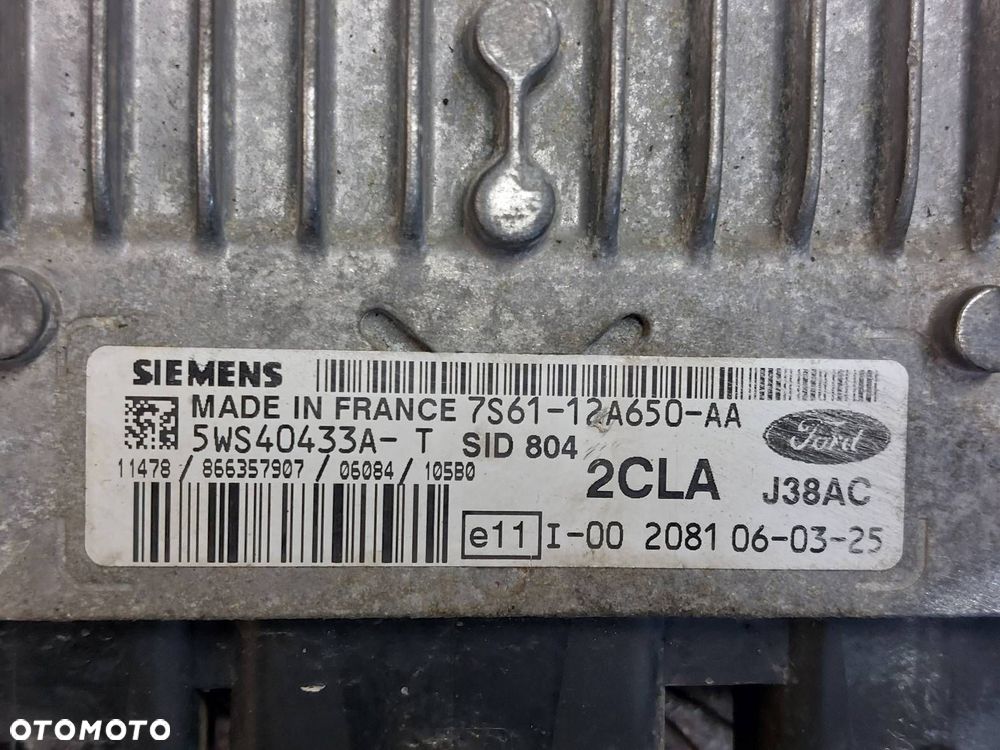 SIEMENS
MADE IN FRANCE 7S61-12A650-AA
5WS40433A- T SID 804
Ford
11478 / 866357907 / 06084 / 105B0
2CLA J38AC
e11 I-00 2081 06-03-25
OTOMOTO